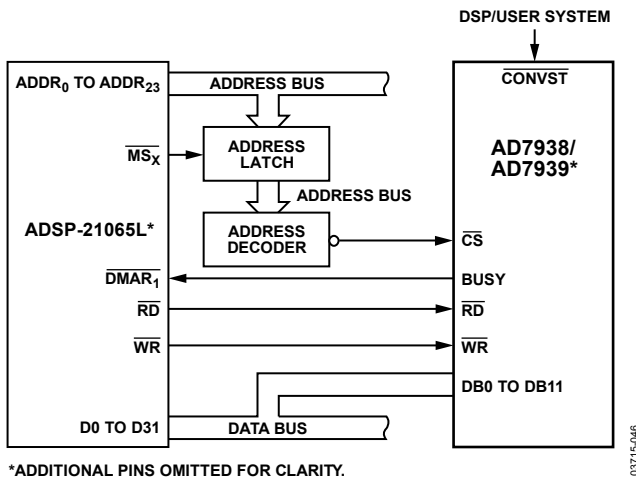 DSP/USER SYSTEM
ADDR0 TO ADDR23
ADDRESS BUS
CONVST
MSX
ADDRESS
LATCH
AD7938/
AD7939*
ADDRESS BUS
ADSP-21065L*
ADDRESS
DECODER
CS
DMAR1
BUSY
RD
RD
WR
WR
DB0 TO DB11
D0 TO D31
DATA BUS
*ADDITIONAL PINS OMITTED FOR CLARITY.
03715-046